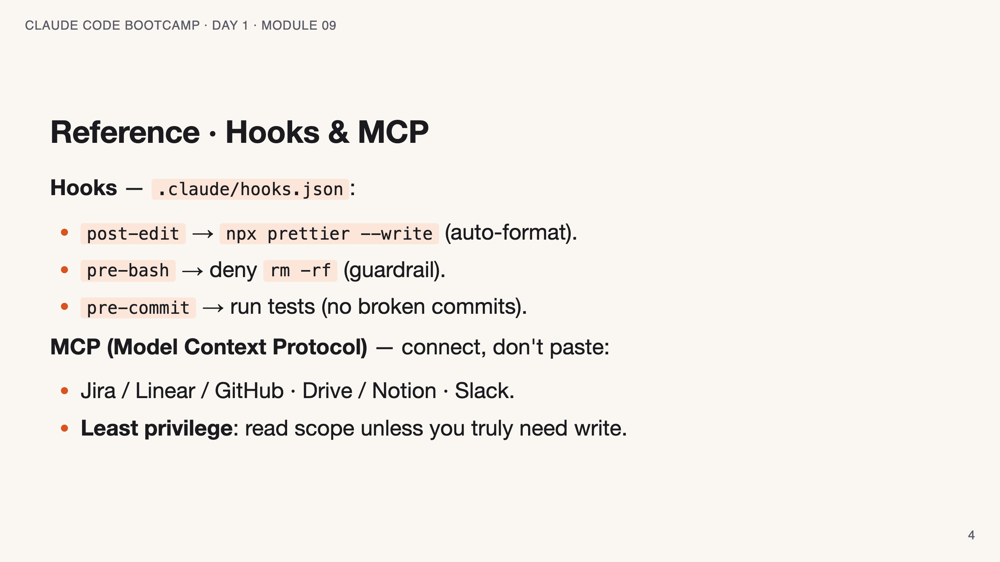 CLAUDE CODE BOOTCAMP · DAY 1 · MODULE 09
Reference · Hooks & MCP
Hooks — .claude/hooks.json:
• post-edit → npx prettier --write (auto-format).
• pre-bash → deny rm -rf (guardrail).
• pre-commit → run tests (no broken commits).
MCP (Model Context Protocol) — connect, don't paste:
• Jira / Linear / GitHub · Drive / Notion · Slack.
• Least privilege: read scope unless you truly need write.
4